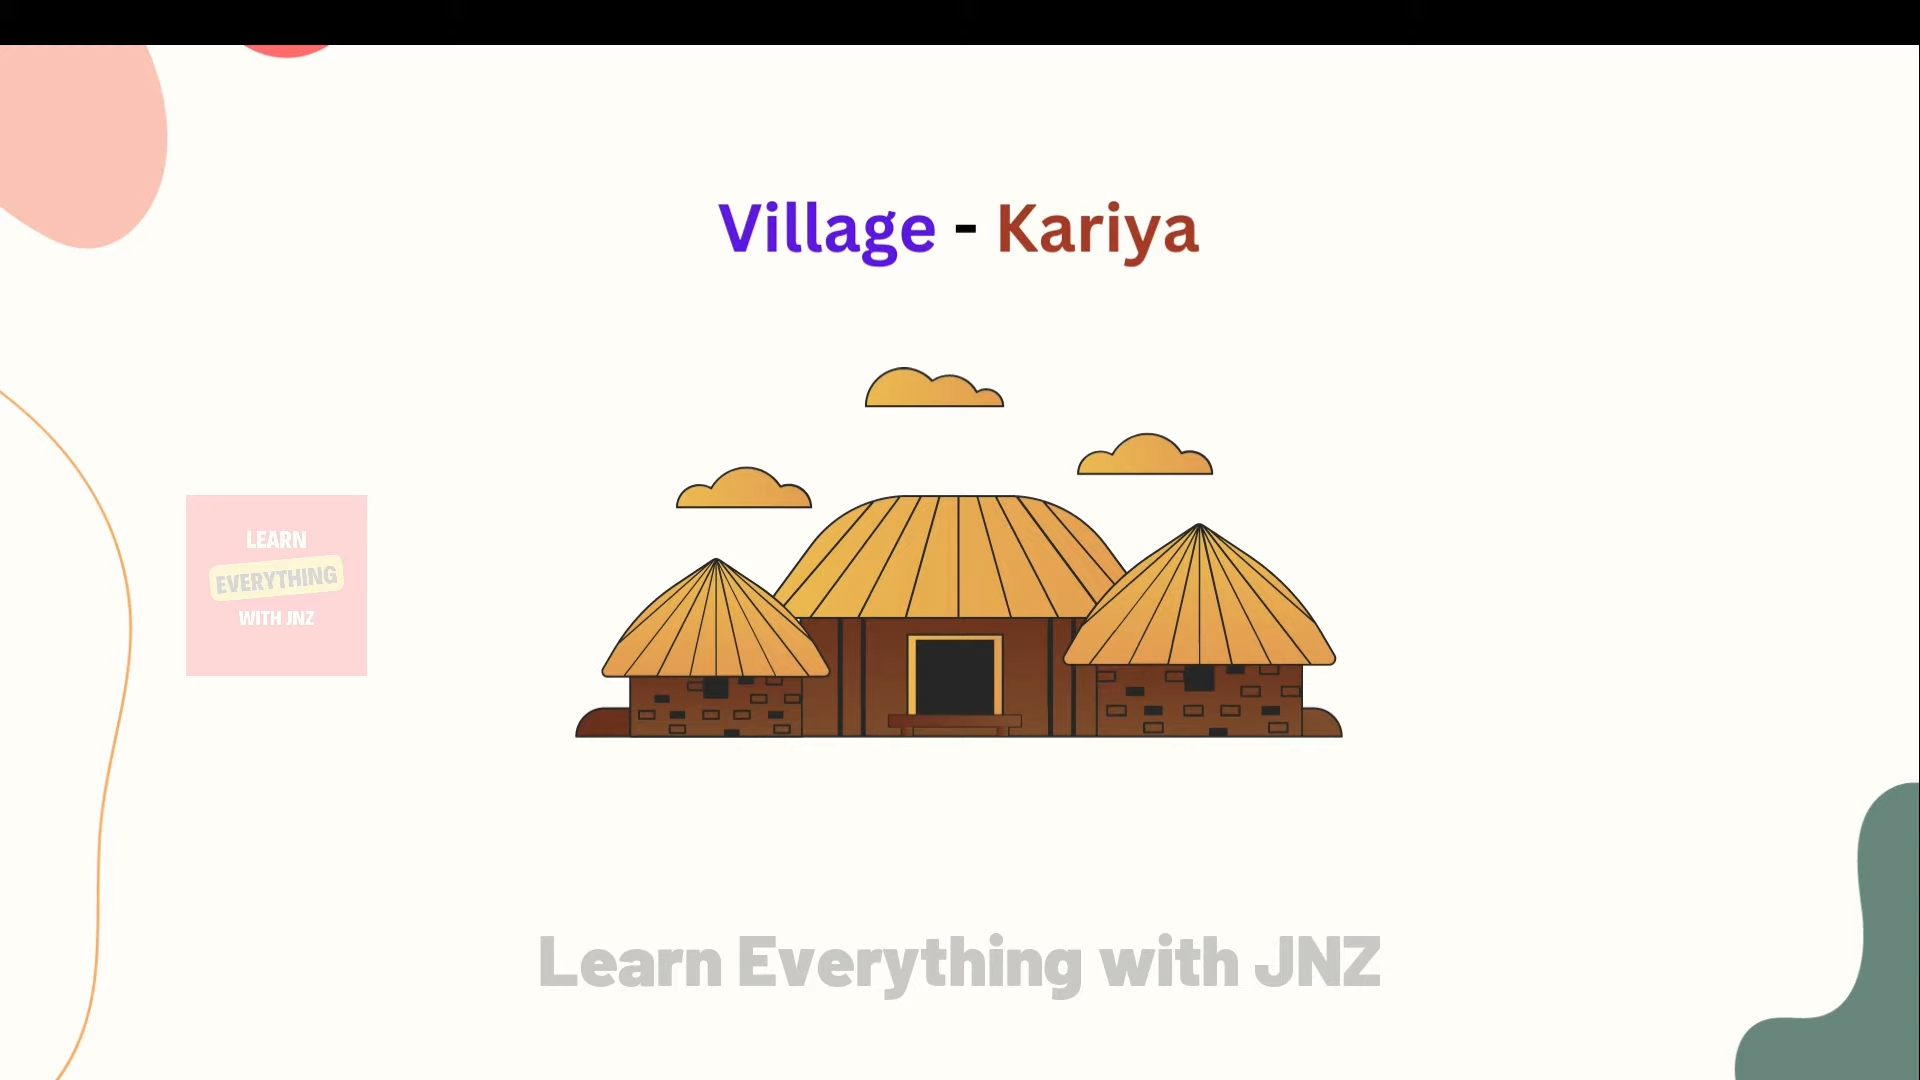 Village - Kariya
LEARN
EVERYTHING
WITH JNZ
Learn Everything with JNZ